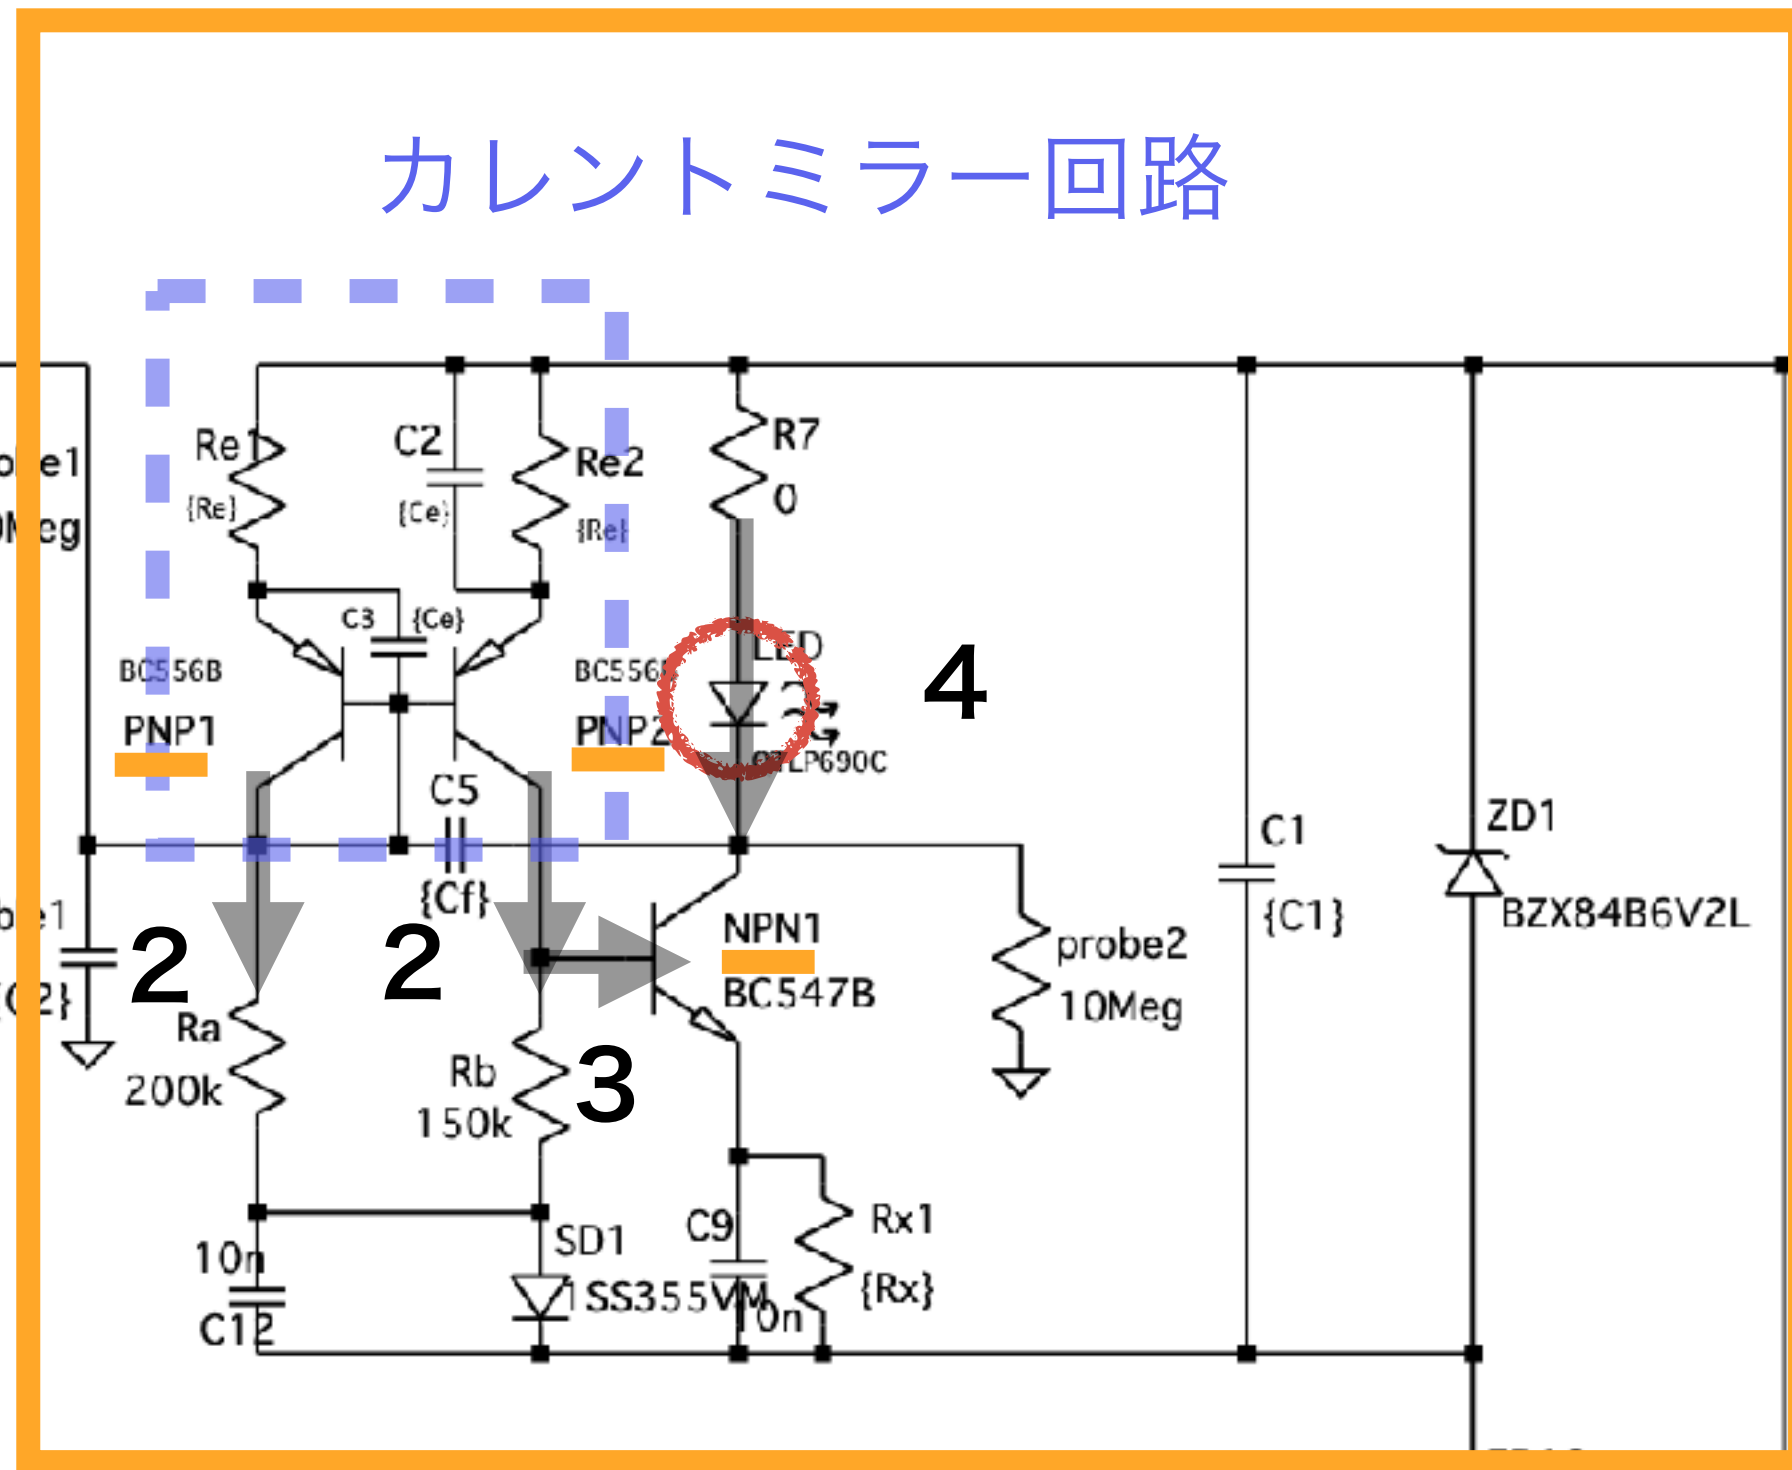 カレントミラー回路
Re1
{Re}
C2
{Ce}
Re2
{Re}
R7
0
C3
{Ce}
BC556B
PNP1
BC556
PNP2
LED
QTLP690C
4
C5
{Cf}
C1
{C1}
ZD1
BZX84B6V2L
2
2
NPN1
BC547B
probe2
10Meg
Ra
200k
Rb
150k
3
10n
C12
SD1
1SS355VM
C9
10n
Rx1
{Rx}